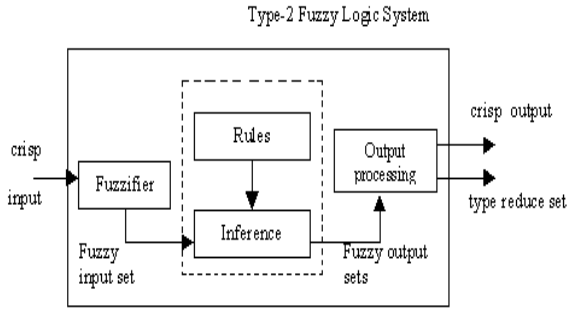 Type-2 Fuzzy Logic System
crisp
input
Fuzzifier
Fuzzy
input set
Rules
Inference
Output
processing
Fuzzy output
sets
crisp output
type reduce set